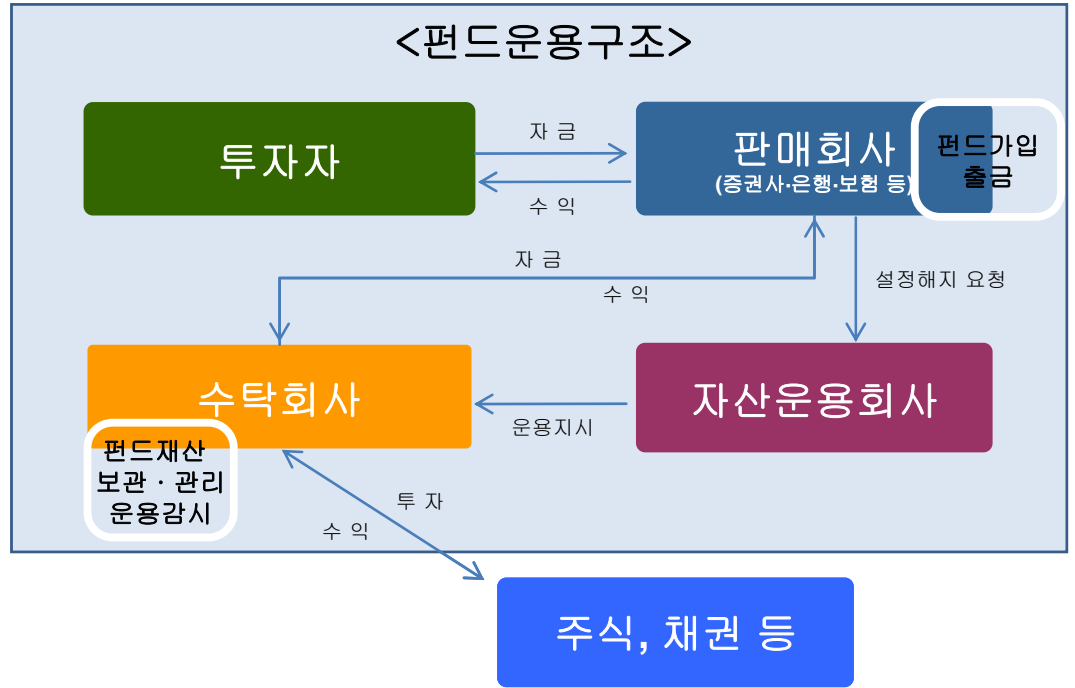 <펀드운용구조>
투자자
자 금
수 익
판매회사
(증권사·은행·보험 등)
펀드가입
출금
자 금
수 익
설정해지 요청
수탁회사
펀드재산
보관 · 관리
운용감시
운용지시
자산운용회사
투 자
수 익
주식, 채권 등